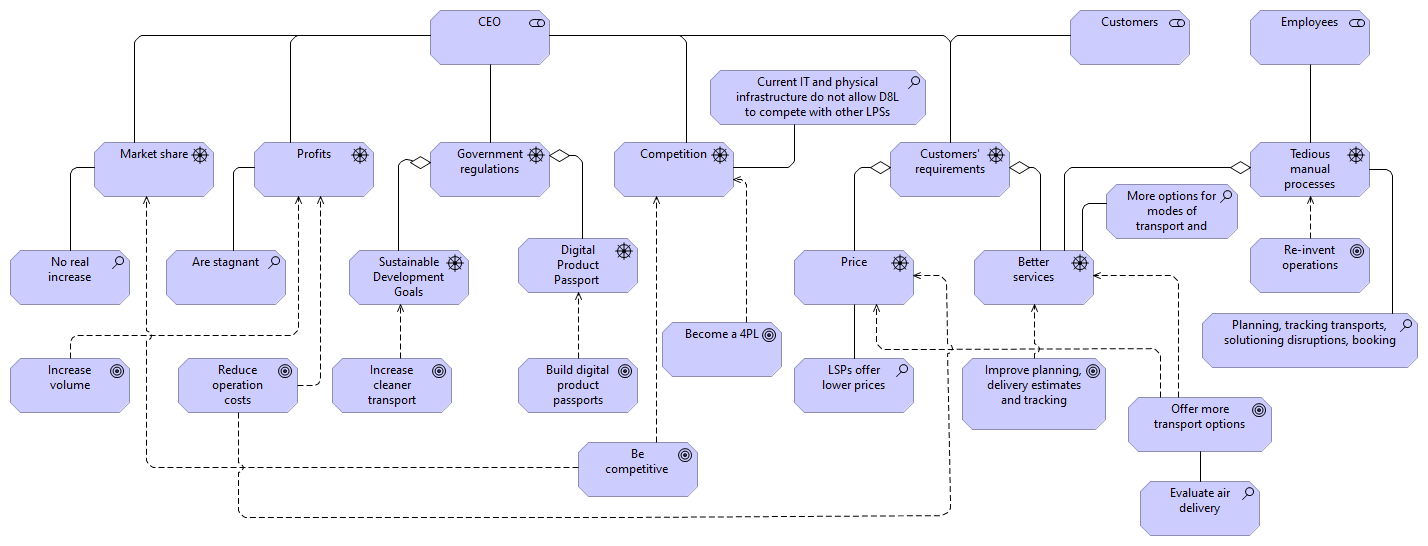 CEO
Customers
Employees
Current IT and physical
infrastructure do not allow D8L
to compete with other LPSs
Market share
Profits
Government
regulations
Competition
Customers'
requirements
Tedious
manual
processes
More options for
modes of
transport and
No real
increase
Are stagnant
Sustainable
Development
Goals
Digital
Product
Passport
Price
Better
services
Re-invent
operations
Become a 4PL
Planning, tracking transports,
solutioning disruptions, booking
Increase
volume
Reduce
operation
costs
Increase
cleaner
transport
Build digital
product
passports
LSPs offer
lower prices
Improve planning,
delivery estimates
and tracking
Offer more
transport options
Be
competitive
Evaluate air
delivery